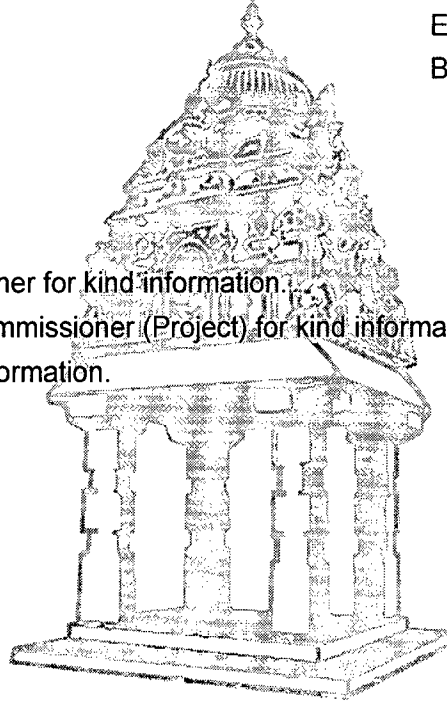 E
B
ner for kind information.
mmissioner (Project) for kind informa
ormation.